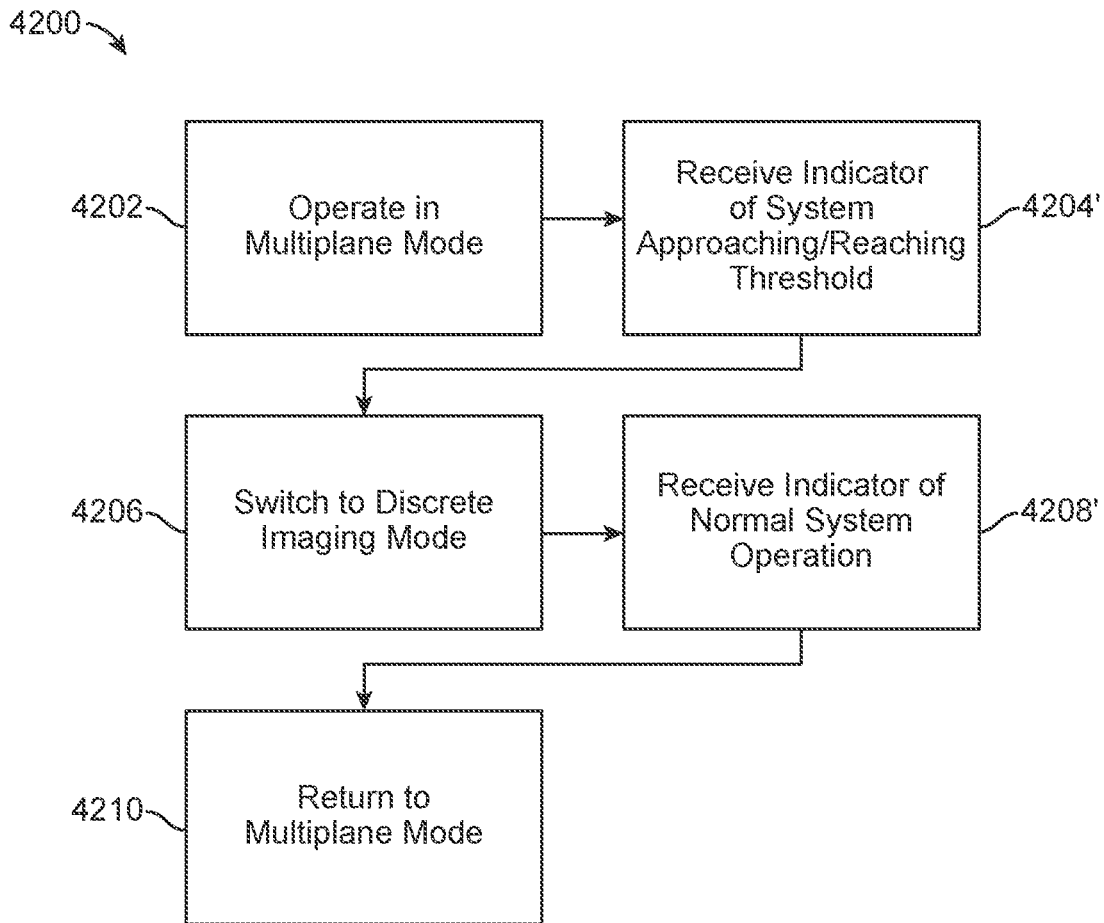 4200
4202
Operate in
Multiplane Mode
Receive Indicator
of System
Approaching/Reaching
Threshold
4204'
4206
Switch to Discrete
Imaging Mode
Receive Indicator of
Normal System
Operation
4208'
4210
Return to
Multiplane Mode